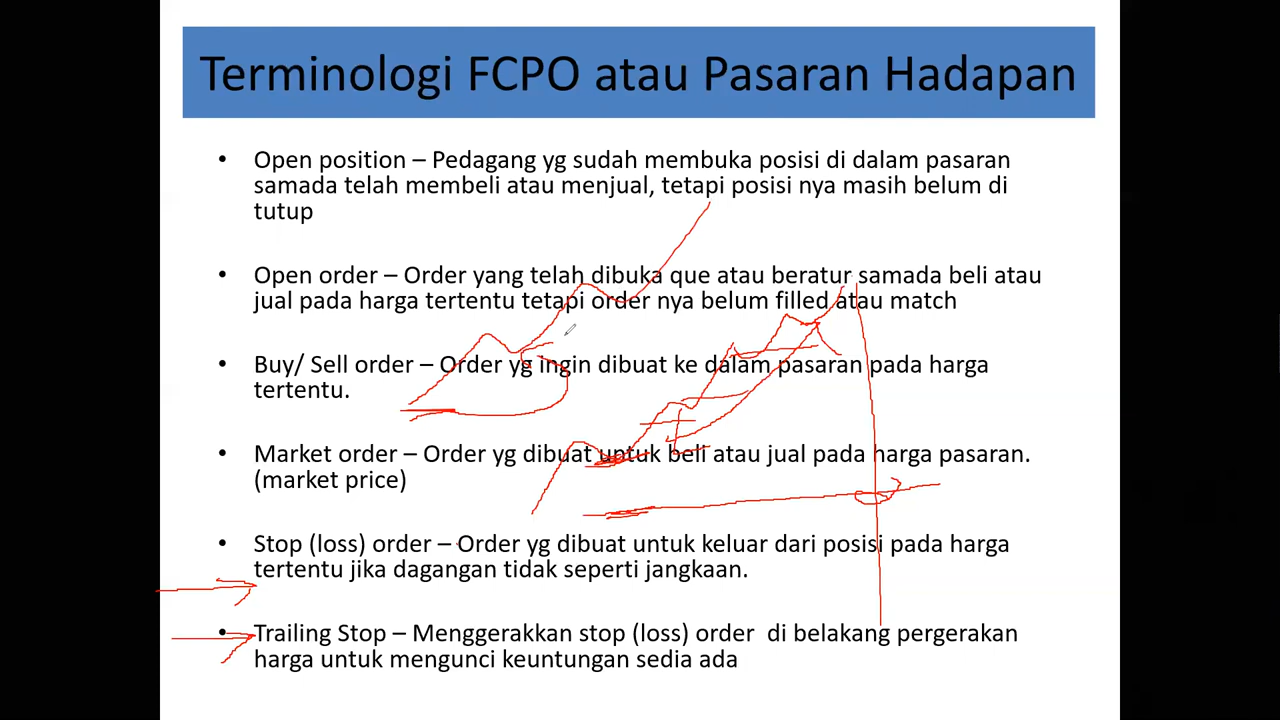 Terminologi FCPO atau Pasaran Hadapan
• Open position – Pedagang yg sudah membuka posisi di dalam pasaran
samada telah membeli atau menjual, tetapi posisi nya masih belum di
tutup
• Open order – Order yang telah dibuka que atau beratur samada beli atau
jual pada harga tertentu tetapi order nya belum filled atau match
• Buy/ Sell order – Order yg ingin dibuat ke dalam pasaran pada harga
tertentu.
Market order – Order yg dibuat untuk beli atau jual pada harga pasaran.
(market price)
• Stop (loss) order – Order yg dibuat untuk keluar dari posisi pada harga
tertentu jika dagangan tidak seperti jangkaan.
• Trailing Stop – Menggerakkan stop (loss) order di belakang pergerakan
harga untuk mengunci keuntungan sedia ada